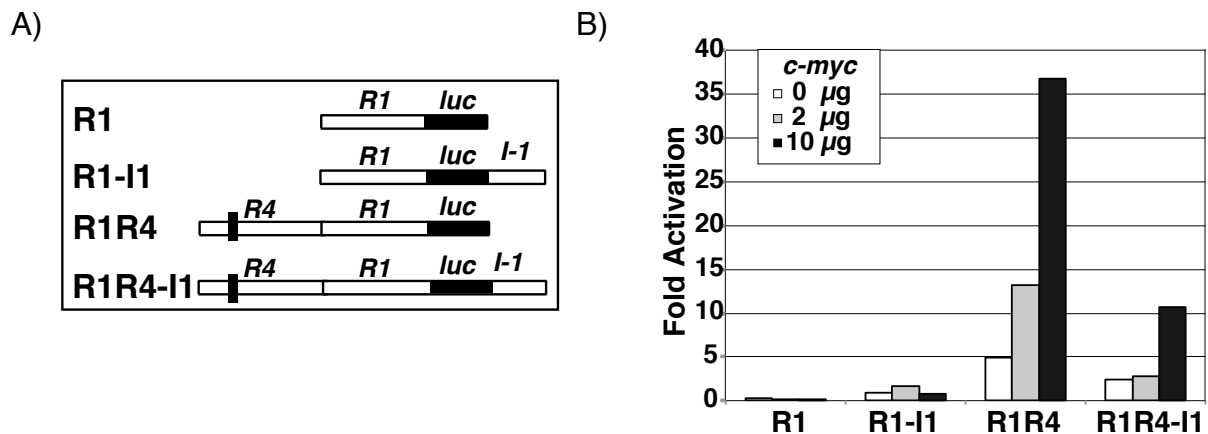 A)
R1 luc
R1
R1 luc I-1
R1-I1
R4 R1 luc
R1R4
R4 R1 luc I-1
R1R4-I1
B)
Fold Activation
40
35
30
25
20
15
10
5
0
c-myc
0 µg
2 µg
10 µg
R1 R1-I1 R1R4 R1R4-I1